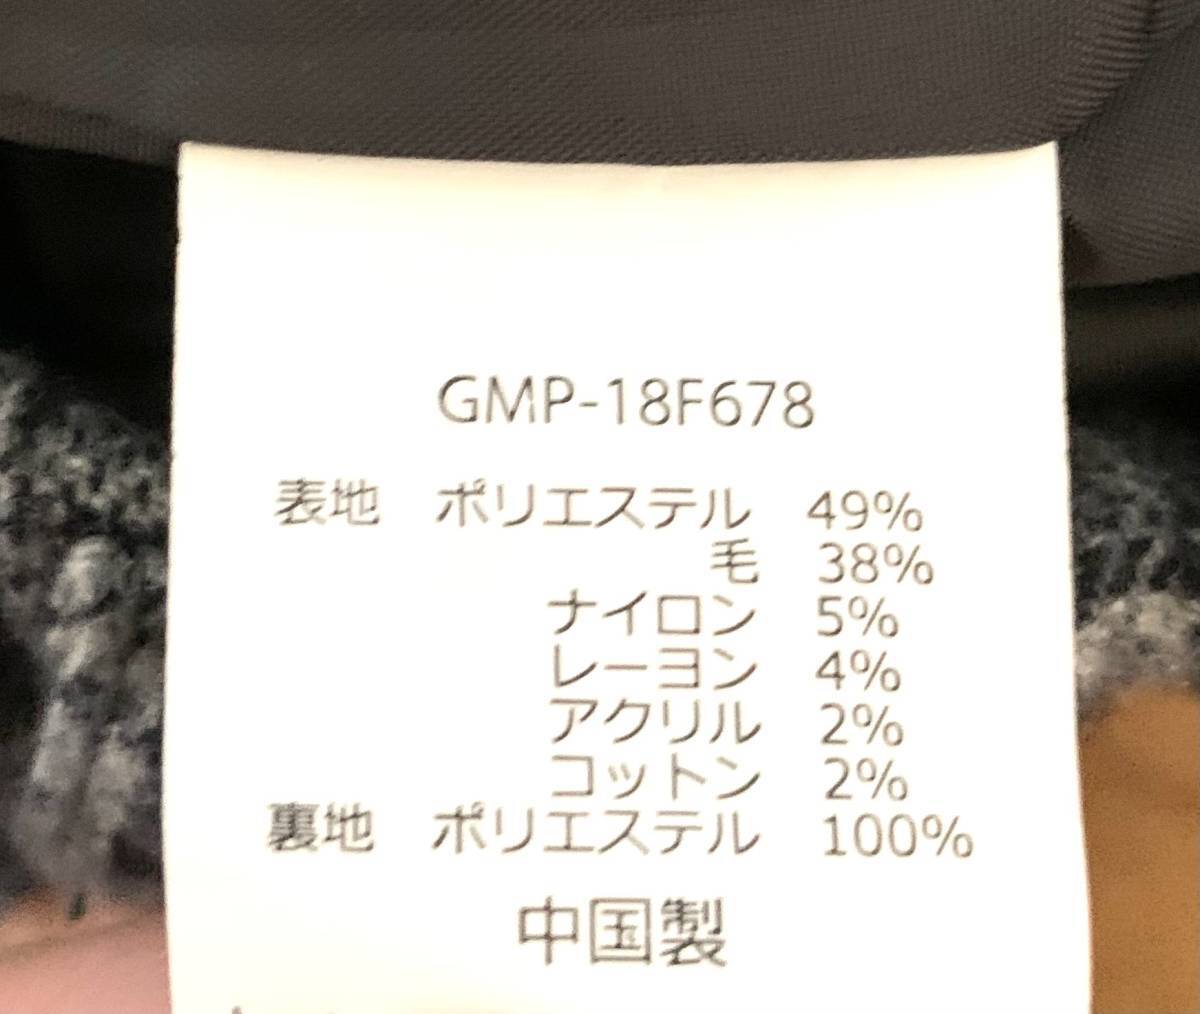 GMP-18F678
表地 ポリエステル 49%
毛 38%
ナイロン 5%
レーヨン 4%
アクリル 2%
コットン 2%
裏地 ポリエステル 100%
中国製